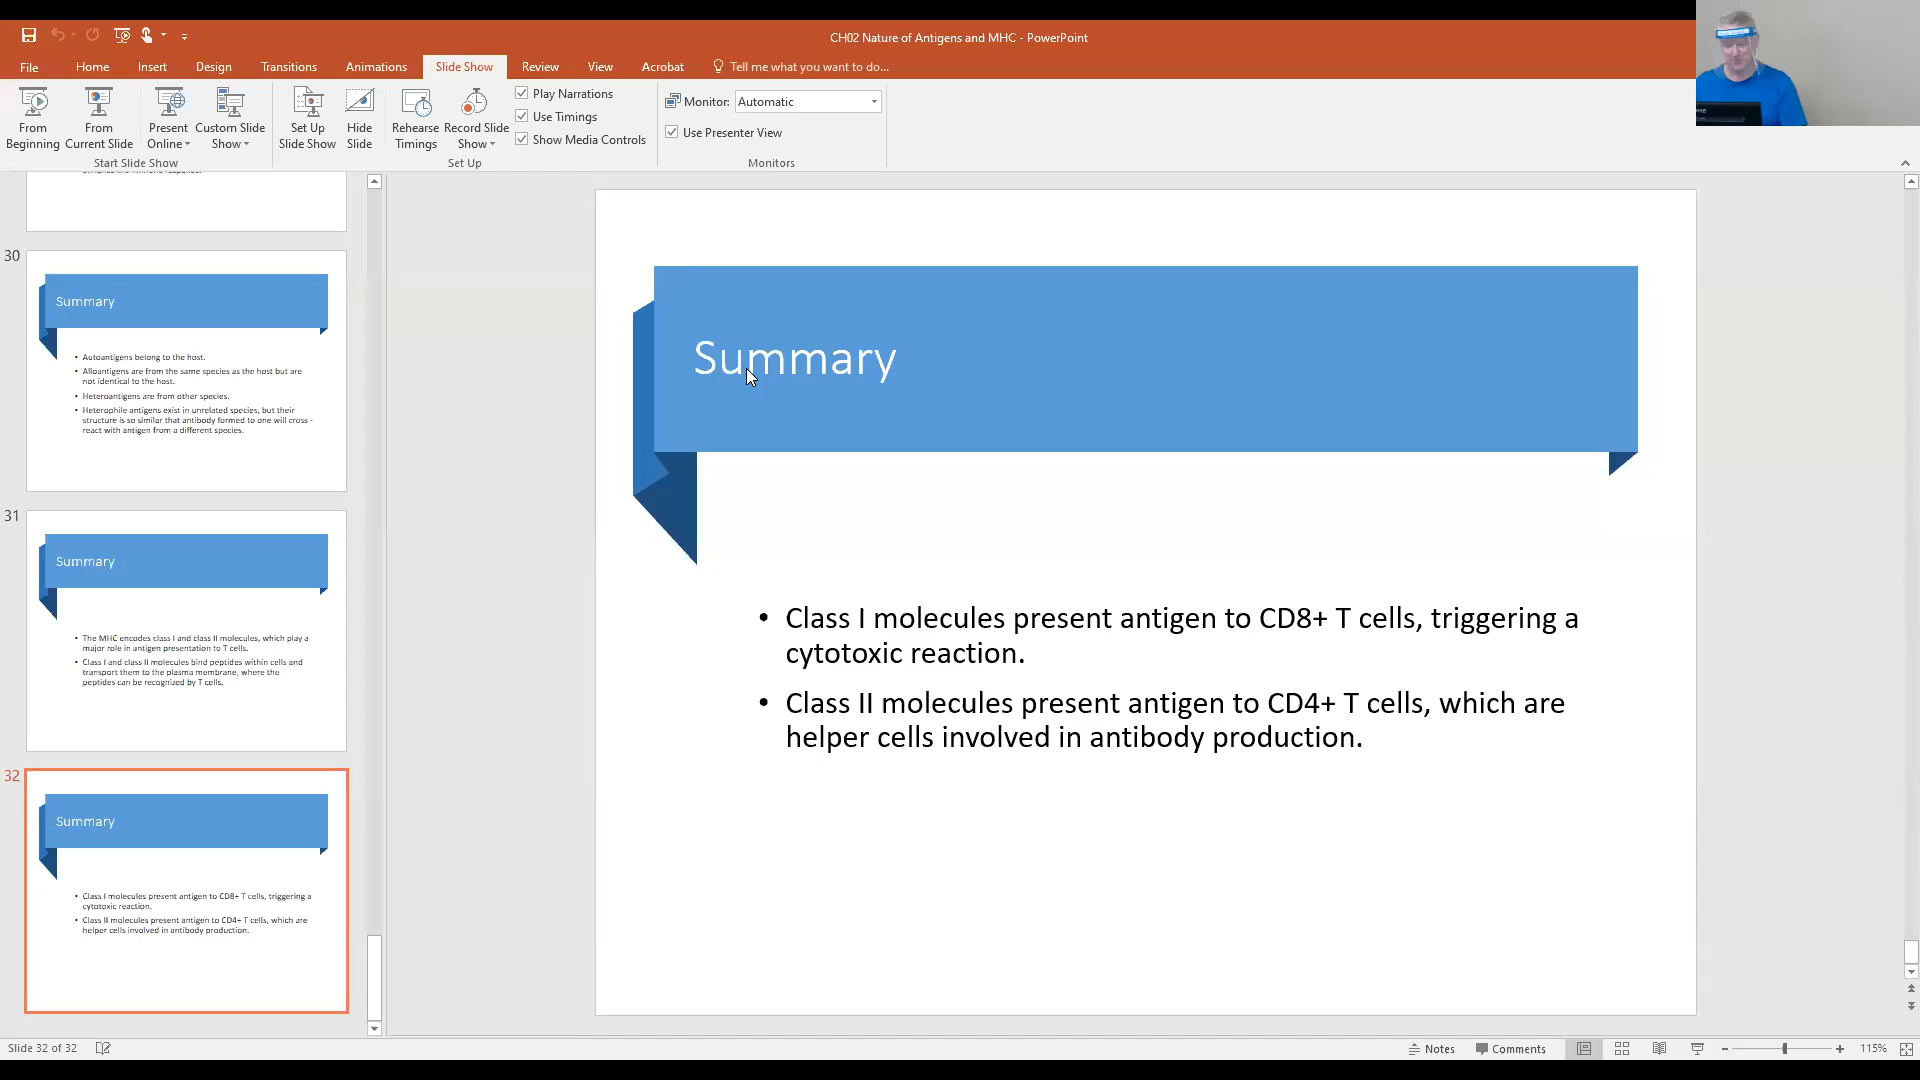 CH02 Nature of Antigens and MHC - PowerPoint
File Home Insert Design Transitions Animations Slide Show Review View Acrobat Tell me what you want to do...
From Beginning
From Current Slide
Present Online
Custom Slide Show
Start Slide Show
Set Up Slide Show
Hide Slide
Rehearse Timings
Record Slide Show
Play Narrations
Use Timings
Show Media Controls
Set Up
Monitor: Automatic
Use Presenter View
Monitors
30
Summary
• Autoantigens belong to the host.
• Alloantigens are from the same species as the host but are
not identical to the host.
• Heteroantigens are from other species.
• Heterophile antigens exist in unrelated species, but their
structure is so similar that antibody formed to one will cross -
react with antigen from a different species.
31
Summary
• The MHC encodes class I and class II molecules, which play a
major role in antigen presentation to T cells.
• Class I and class II molecules bind peptides within cells and
transport them to the plasma membrane, where the
peptides can be recognized by T cells.
32
Summary
• Class I molecules present antigen to CD8+ T cells, triggering a
cytotoxic reaction.
• Class II molecules present antigen to CD4+ T cells, which are
helper cells involved in antibody production.
Summary
• Class I molecules present antigen to CD8+ T cells, triggering a
cytotoxic reaction.
• Class II molecules present antigen to CD4+ T cells, which are
helper cells involved in antibody production.
Slide 32 of 32
Notes Comments 115%